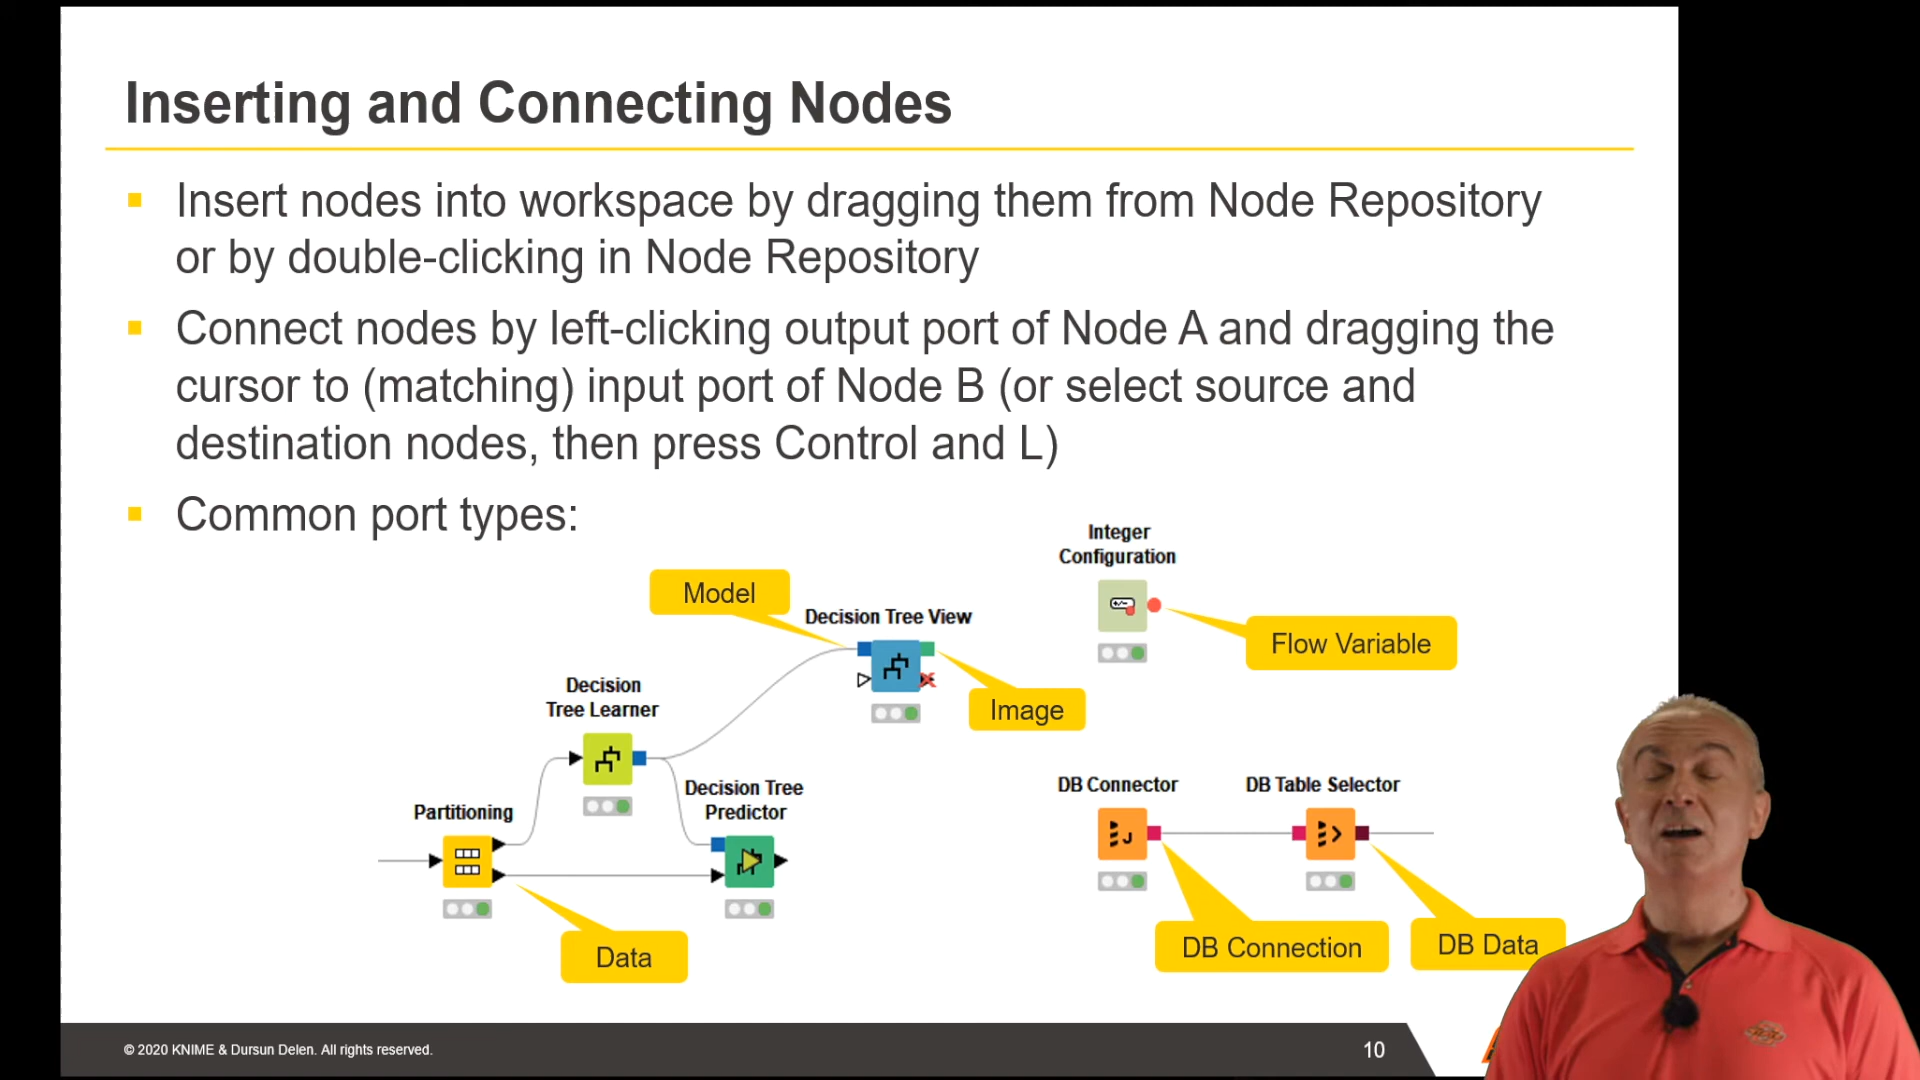 Inserting and Connecting Nodes
Insert nodes into workspace by dragging them from Node Repository
or by double-clicking in Node Repository
Connect nodes by left-clicking output port of Node A and dragging the
cursor to (matching) input port of Node B (or select source and
destination nodes, then press Control and L)
Common port types:
Integer
Configuration
Model
Decision Tree View
Flow Variable
Decision
Tree Learner
Image
Decision Tree
Predictor
DB Connector
DB Table Selector
Partitioning
Data
DB Connection
DB Data
© 2020 KNIME & Dursun Delen. All rights reserved.
10